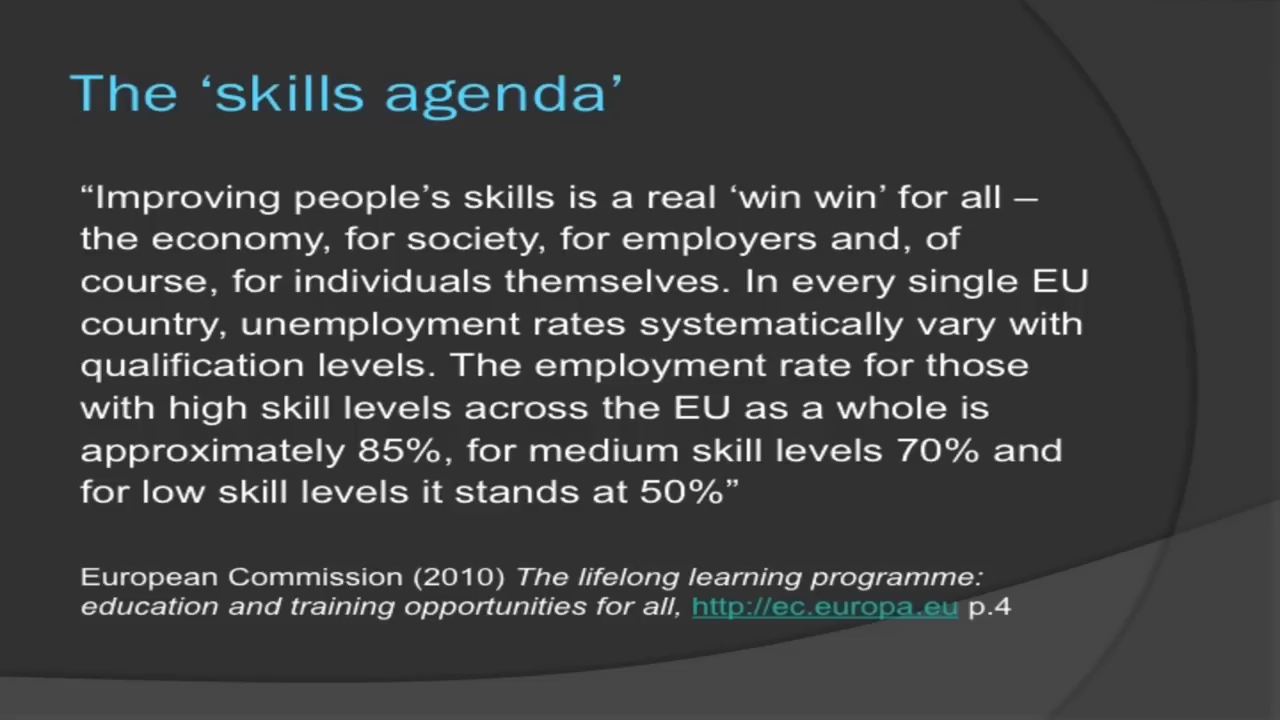 The ‘skills agenda’
“Improving people’s skills is a real ‘win win’ for all –
the economy, for society, for employers and, of
course, for individuals themselves. In every single EU
country, unemployment rates systematically vary with
qualification levels. The employment rate for those
with high skill levels across the EU as a whole is
approximately 85%, for medium skill levels 70% and
for low skill levels it stands at 50%”
European Commission (2010) The lifelong learning programme:
education and training opportunities for all, http://ec.europa.eu p.4